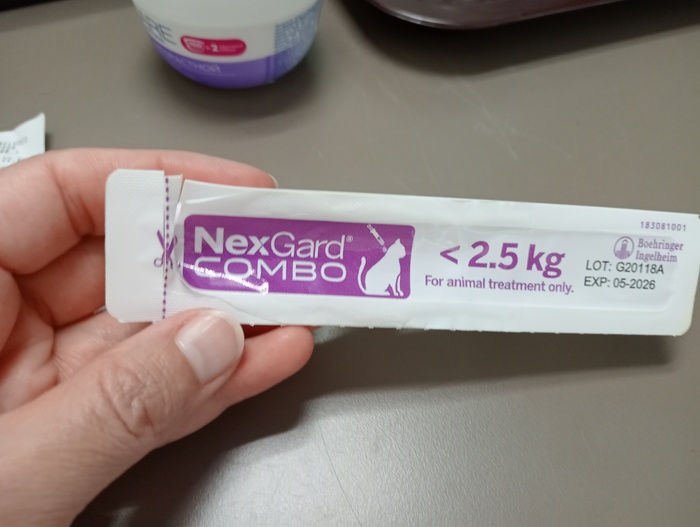 NexGard®
COMBO
< 2.5 kg
For animal treatment only.
183081001
Boehringer
Ingelheim
LOT: G20118A
EXP: 05-2026